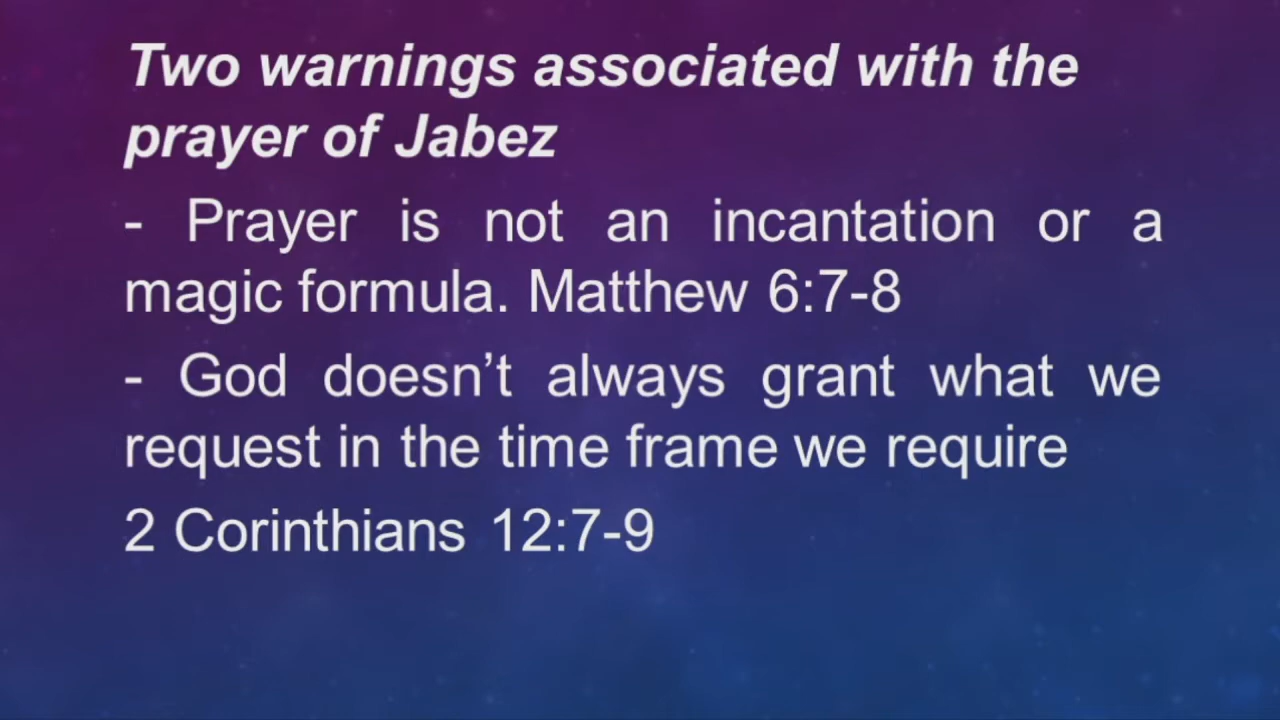 Two warnings associated with the
prayer of Jabez
- Prayer is not an incantation or a
magic formula. Matthew 6:7-8
- God doesn’t always grant what we
request in the time frame we require
2 Corinthians 12:7-9